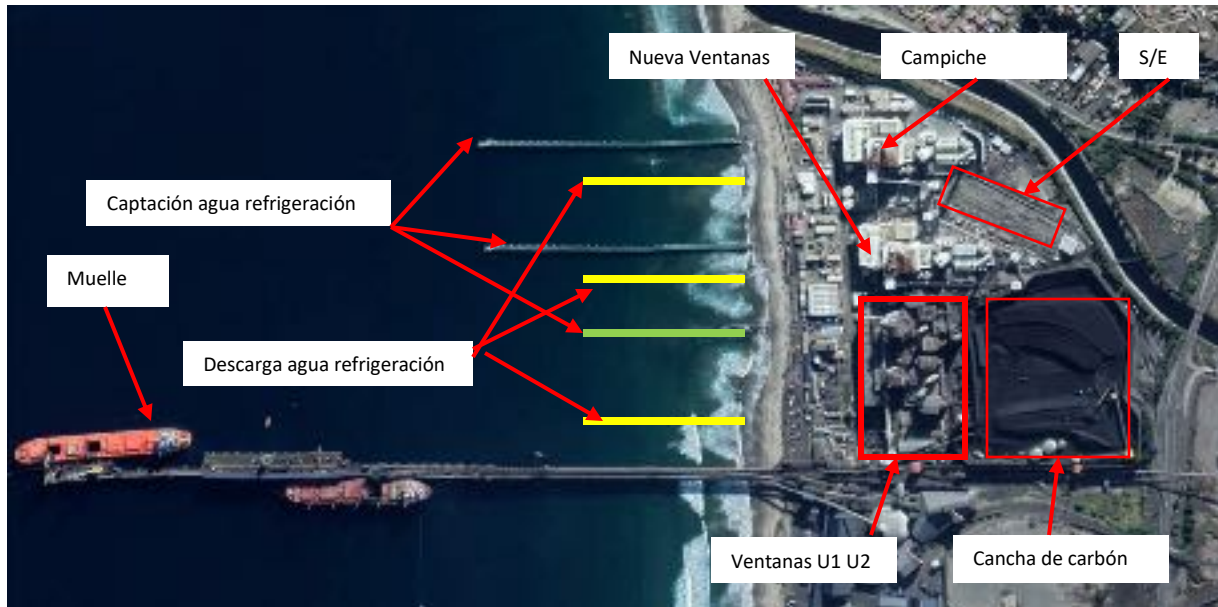 Nueva Ventanas
Campiche
S/E
Captación agua refrigeración
Muelle
Descarga agua refrigeración
Ventanas U1 U2
Cancha de carbón